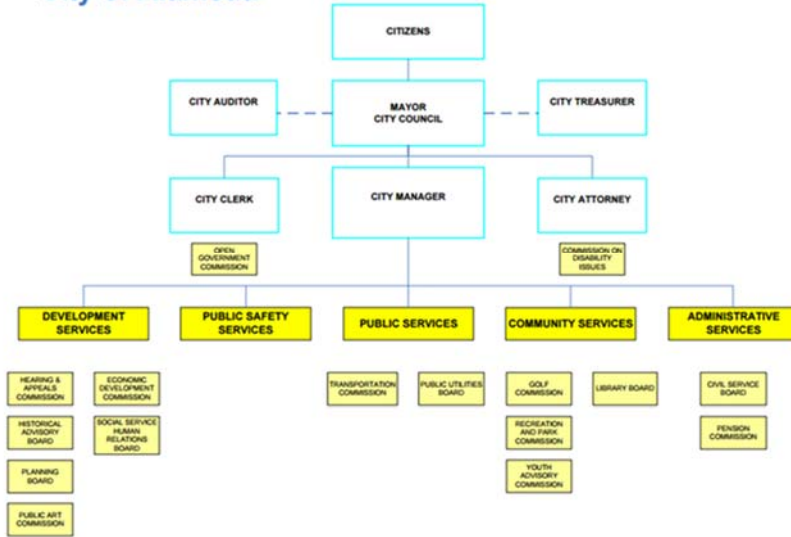 CITIZENS
CITY AUDITOR
MAYOR
CITY COUNCIL
CITY TREASURER
CITY CLERK
CITY MANAGER
CITY ATTORNEY
OPEN
GOVERNMENT
COMMISSION
COMMISSION ON
DISABILITY
ISSUES
DEVELOPMENT
SERVICES
PUBLIC SAFETY
SERVICES
PUBLIC SERVICES
COMMUNITY SERVICES
ADMINISTRATIVE
SERVICES
HEARING &
APPEALS
COMMISSION
ECONOMIC
DEVELOPMENT
COMMISSION
TRANSPORTATION
COMMISSION
PUBLIC UTILITIES
BOARD
GOLF
COMMISSION
LIBRARY BOARD
CIVIL SERVICE
BOARD
HISTORICAL
ADVISORY
BOARD
SOCIAL SERVICE
HUMAN
RELATIONS
BOARD
RECREATION
AND PARK
COMMISSION
PENSION
COMMISSION
PLANNING
BOARD
YOUTH
ADVISORY
COMMISSION
PUBLIC ART
COMMISSION